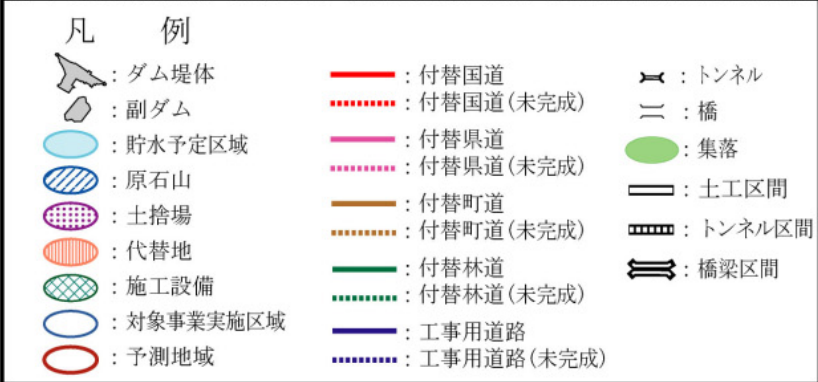 凡 例
：ダム堤体
：副ダム
：貯水予定区域
：原石山
：土捨場
：代替地
：施工設備
：対象事業実施区域
：予測地域
：付替国道
：付替国道(未完成)
：付替県道
：付替県道(未完成)
：付替町道
：付替町道(未完成)
：付替林道
：付替林道(未完成)
：工事用道路
：工事用道路(未完成)
：トンネル
：橋
：集落
：土工区間
：トンネル区間
：橋梁区間